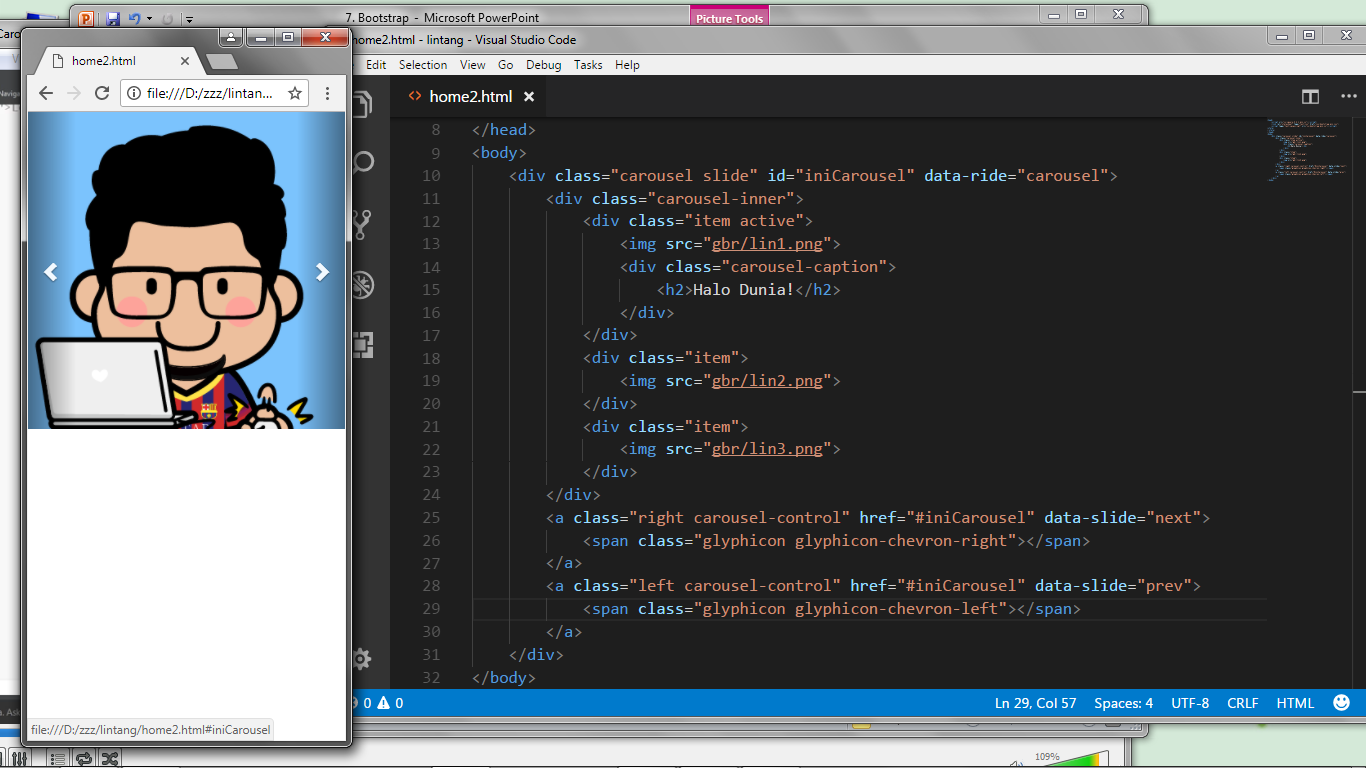 7. Bootstrap - Microsoft PowerPoint
Picture Tools
home2.html - lintang - Visual Studio Code
Edit Selection View Go Debug Tasks Help
home2.html
file:///D:/zzz/lintan...
home2.html
8 </head>
9 <body>
10 <div class="carousel slide" id="iniCarousel" data-ride="carousel">
11 <div class="carousel-inner">
12 <div class="item active">
13 <img src="gbr/lin1.png">
14 <div class="carousel-caption">
15 <h2>Halo Dunia!</h2>
16 </div>
17 </div>
18 <div class="item">
19 <img src="gbr/lin2.png">
20 </div>
21 <div class="item">
22 <img src="gbr/lin3.png">
23 </div>
24 </div>
25 <a class="right carousel-control" href="#iniCarousel" data-slide="next">
26 <span class="glyphicon glyphicon-chevron-right"></span>
27 </a>
28 <a class="left carousel-control" href="#iniCarousel" data-slide="prev">
29 <span class="glyphicon glyphicon-chevron-left"></span>
30 </a>
31 </div>
32 </body>
0 0
Ln 29, Col 57 Spaces: 4 UTF-8 CRLF HTML
file:///D:/zzz/lintang/home2.html#iniCarousel
109%